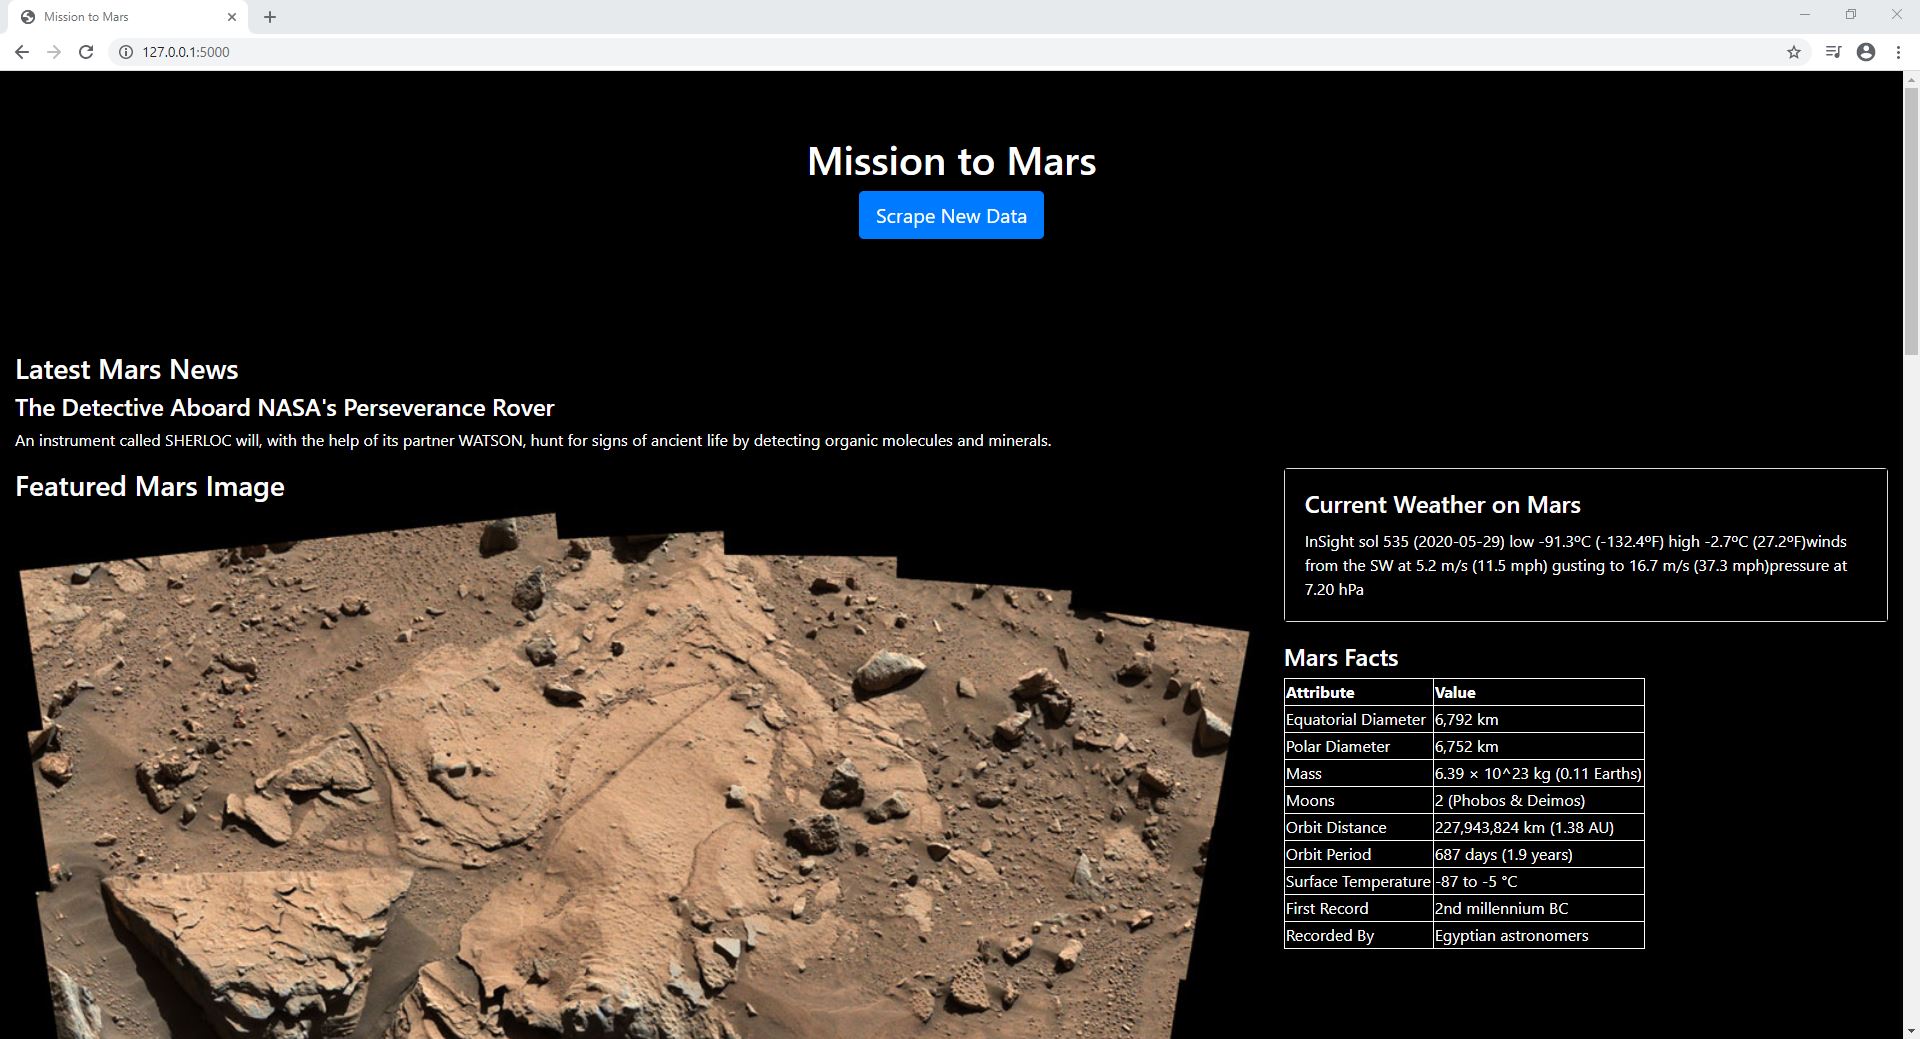 Mission to Mars
127.0.0.1:5000
Mission to Mars
Scrape New Data
Latest Mars News
The Detective Aboard NASA's Perseverance Rover
An instrument called SHERLOC will, with the help of its partner WATSON, hunt for signs of ancient life by detecting organic molecules and minerals.
Featured Mars Image
Current Weather on Mars
InSight sol 535 (2020-05-29) low -91.3ºC (-132.4ºF) high -2.7ºC (27.2ºF)winds
from the SW at 5.2 m/s (11.5 mph) gusting to 16.7 m/s (37.3 mph)pressure at
7.20 hPa
Mars Facts
Attribute Value
Equatorial Diameter 6,792 km
Polar Diameter 6,752 km
Mass 6.39 × 10^23 kg (0.11 Earths)
Moons 2 (Phobos & Deimos)
Orbit Distance 227,943,824 km (1.38 AU)
Orbit Period 687 days (1.9 years)
Surface Temperature -87 to -5 °C
First Record 2nd millennium BC
Recorded By Egyptian astronomers